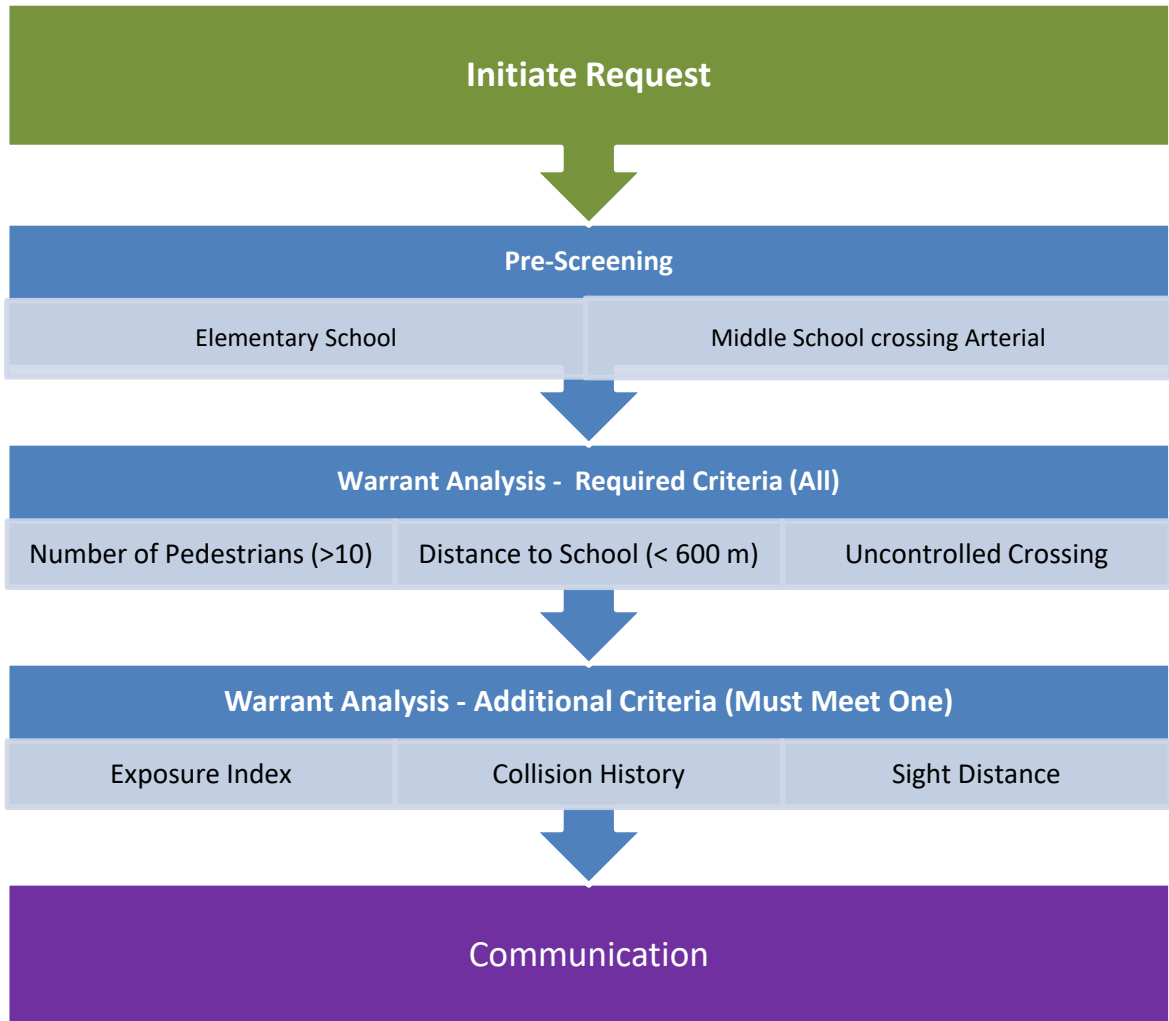 Initiate Request
Pre-Screening
Elementary School
Middle School crossing Arterial
Warrant Analysis -  Required Criteria (All)
Number of Pedestrians (>10)
Distance to School (< 600 m)
Uncontrolled Crossing
Warrant Analysis - Additional Criteria (Must Meet One)
Exposure Index
Collision History
Sight Distance
Communication